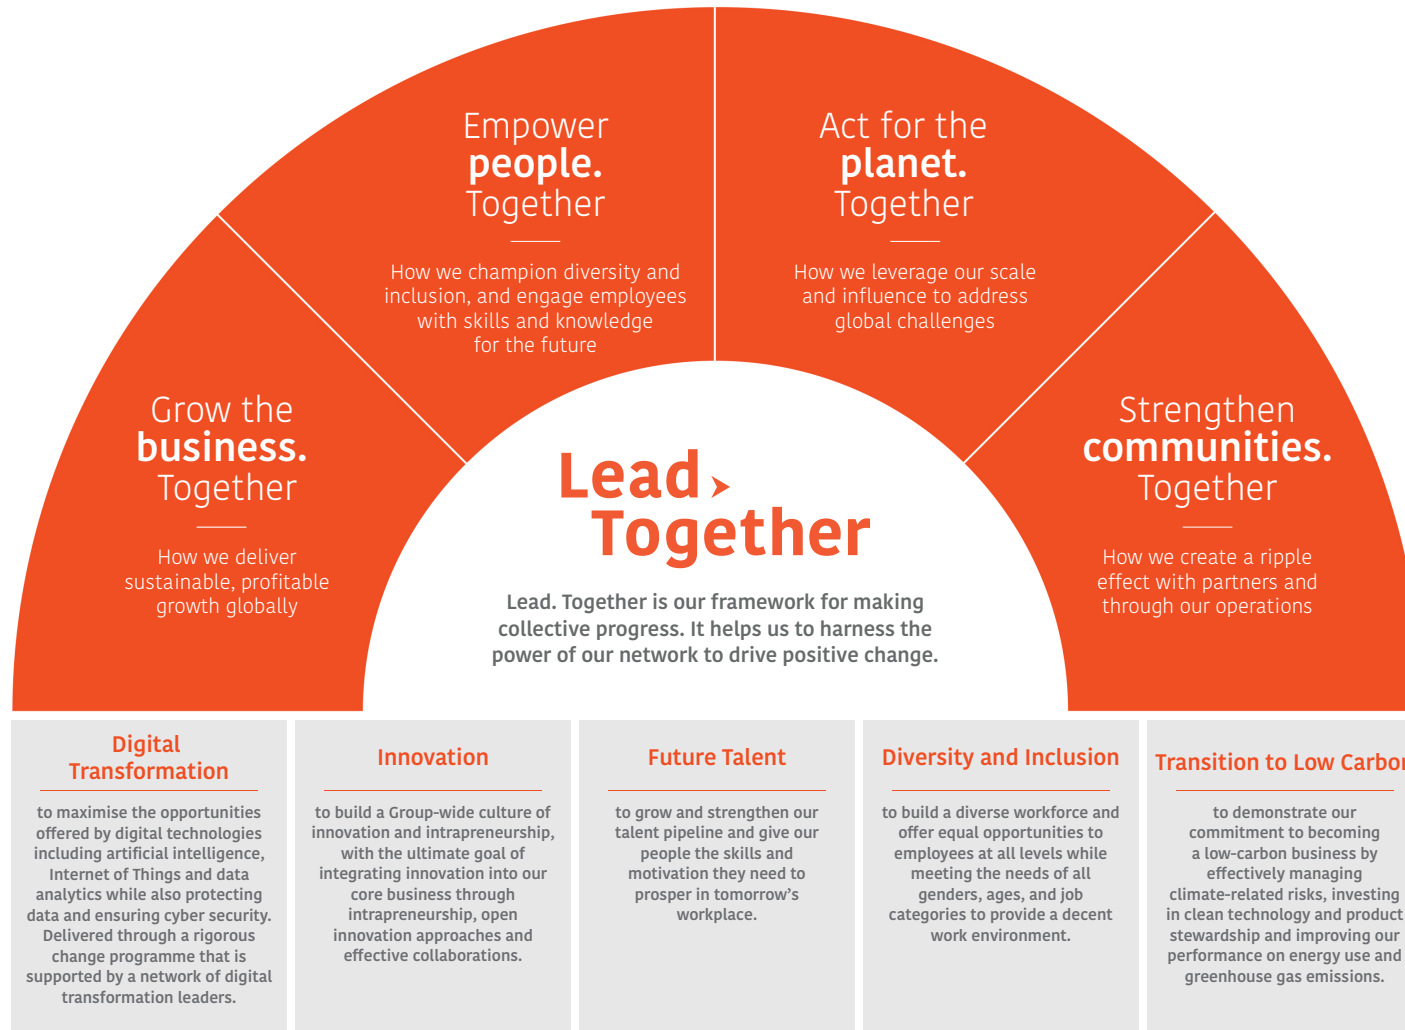 Empower
people.
Together
How we champion diversity and
inclusion, and engage employees
with skills and knowledge
for the future
Act for the
planet.
Together
How we leverage our scale
and influence to address
global challenges
Grow the
business.
Together
How we deliver
sustainable, profitable
growth globally
Strengthen
communities.
Together
How we create a ripple
effect with partners and
through our operations
Lead
Together
Lead. Together is our framework for making
collective progress. It helps us to harness the
power of our network to drive positive change.
Digital
Transformation
to maximise the opportunities
offered by digital technologies
including artificial intelligence,
Internet of Things and data
analytics while also protecting
data and ensuring cyber security.
Delivered through a rigorous
change programme that is
supported by a network of digital
transformation leaders.
Innovation
to build a Group-wide culture of
innovation and intrapreneurship,
with the ultimate goal of
integrating innovation into our
core business through
intrapreneurship, open
innovation approaches and
effective collaborations.
Future Talent
to grow and strengthen our
talent pipeline and give our
people the skills and
motivation they need to
prosper in tomorrow's
workplace.
Diversity and Inclusion
to build a diverse workforce and
offer equal opportunities to
employees at all levels while
meeting the needs of all
genders, ages, and job
categories to provide a decent
work environment.
Transition to Low Carbon
to demonstrate our
commitment to becoming
a low-carbon business by
effectively managing
climate-related risks, investing
in clean technology and product
stewardship and improving our
performance on energy use and
greenhouse gas emissions.